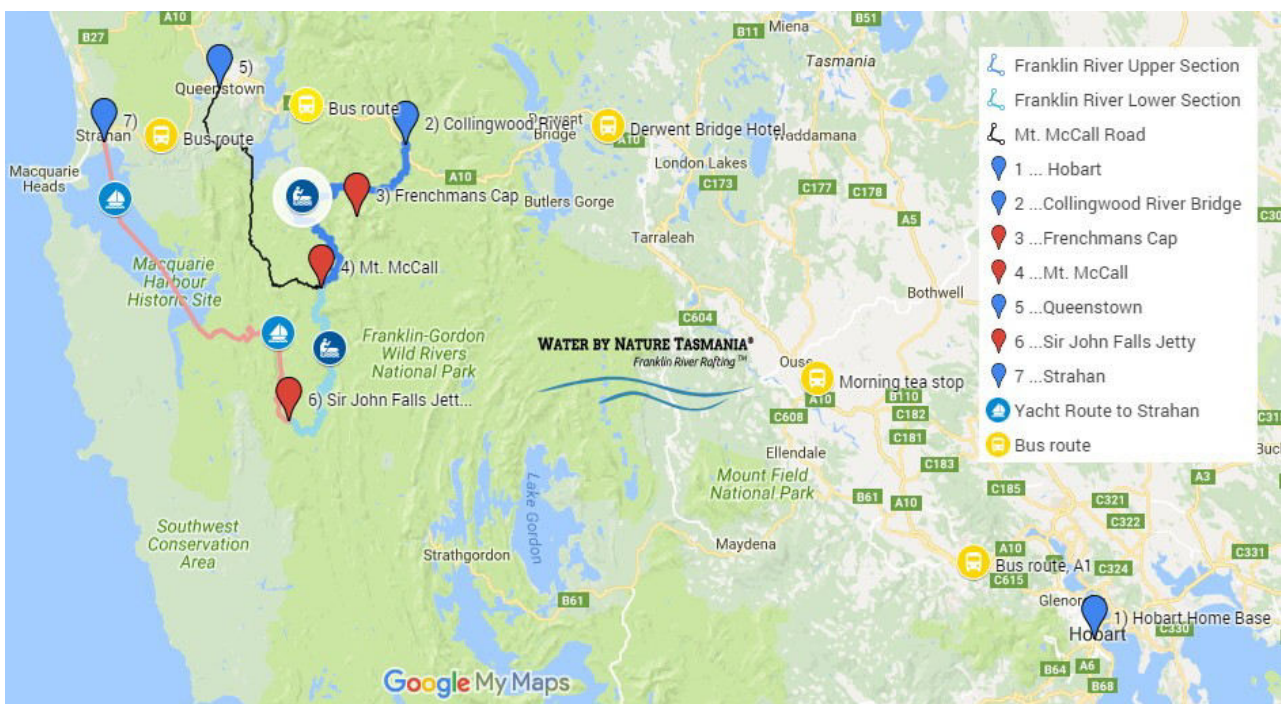 A10
B27
B11
Miena
B51
Tasmania
5)
Queenstown
Bus route
2) Collingwood River
Derwent
Bridge
Derwent Bridge Hotel
A10
Waddamana
7)
Strahan
Bus route
Macquarie
Heads
A10
London Lakes
C173
C177
C178
A5
3) Frenchmans Cap
Butlers Gorge
Tarraleah
4) Mt. McCall
Macquarie
Harbour
Historic Site
Bothwell
C604
Franklin-Gordon
Wild Rivers
National Park
WATER BY NATURE TASMANIA®
Franklin River Rafting ™
Ouse
Morning tea stop
A10
B110
C182
C608
C181
6) Sir John Falls Jett...
Ellendale
C183
Mount Field
National Park
B61
A10
C185
C321
C322
A3
Lake Gordon
Southwest
Conservation
Area
Strathgordon
Maydena
A10
Bus route, A1
C615
C324
C331
B61
1) Hobart Home Base
Hobart
C330
B64
A6
B68
Google My Maps
Franklin River Upper Section
Franklin River Lower Section
Mt. McCall Road
1 ... Hobart
2 ...Collingwood River Bridge
3 ...Frenchmans Cap
4 ...Mt. McCall
5 ...Queenstown
6 ...Sir John Falls Jetty
7 ...Strahan
Yacht Route to Strahan
Bus route